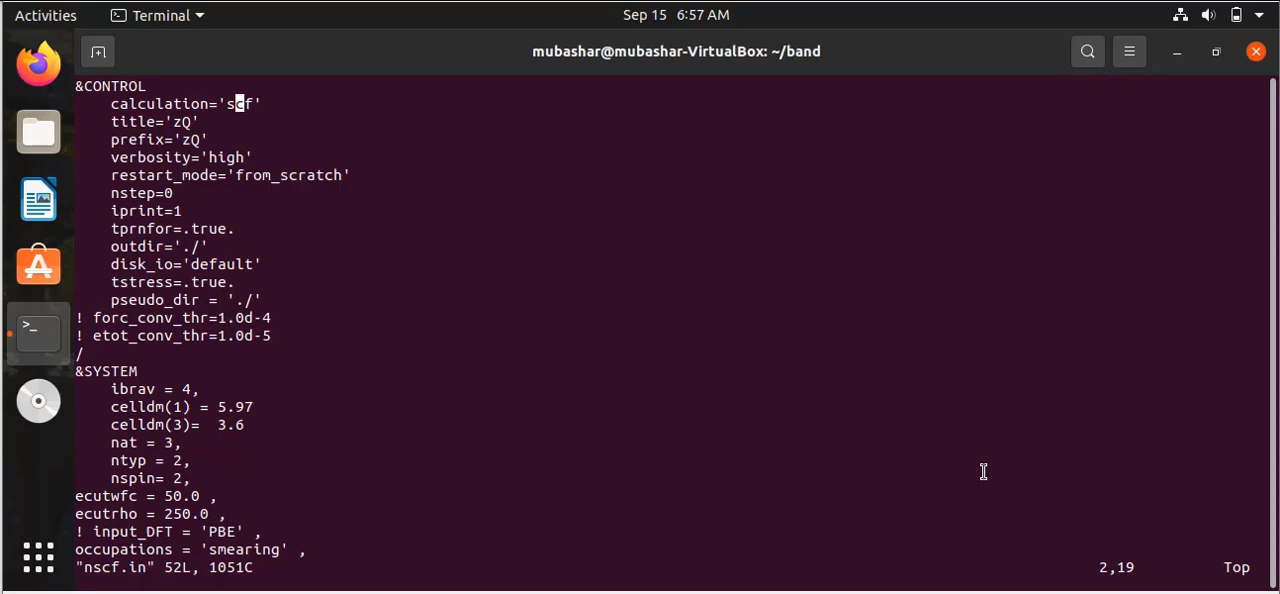 Activities
Terminal
Sep 15 6:57 AM
mubashar@mubashar-VirtualBox: ~/band
&CONTROL
calculation='scf'
title='zQ'
prefix='zQ'
verbosity='high'
restart_mode='from_scratch'
nstep=0
iprint=1
tprnfor=.true.
outdir='./'
disk_io='default'
tstress=.true.
pseudo_dir = './'
! forc_conv_thr=1.0d-4
! etot_conv_thr=1.0d-5
/
&SYSTEM
ibrav = 4,
celldm(1) = 5.97
celldm(3)= 3.6
nat = 3,
ntyp = 2,
nspin= 2,
ecutwfc = 50.0 ,
ecutrho = 250.0 ,
! input_DFT = 'PBE' ,
occupations = 'smearing' ,
"nscf.in" 52L, 1051C 2,19 Top